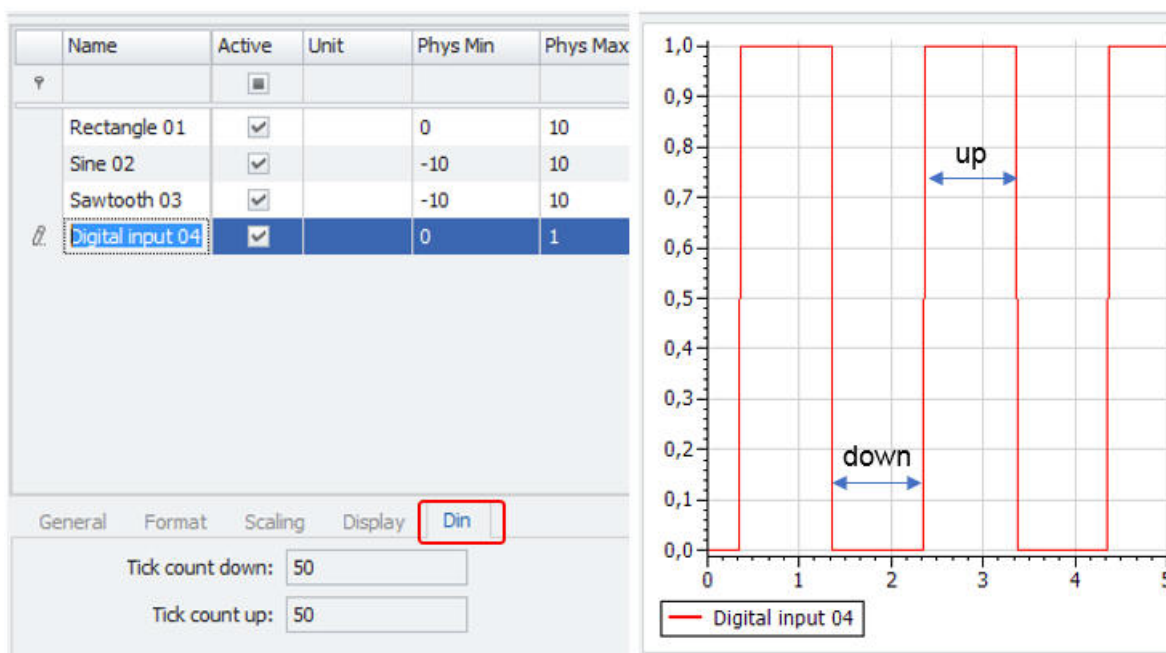 Name Active Unit Phys Min Phys Max
Rectangle 01 0 10
Sine 02 -10 10
Sawtooth 03 -10 10
Digital input 04 0 1
General Format Scaling Display Din
Tick count down: 50
Tick count up: 50
1,0
0,9
0,8
up
0,7
0,6
0,5
0,4
0,3
0,2
down
0,1
0,0
0 1 2 3 4 5
Digital input 04